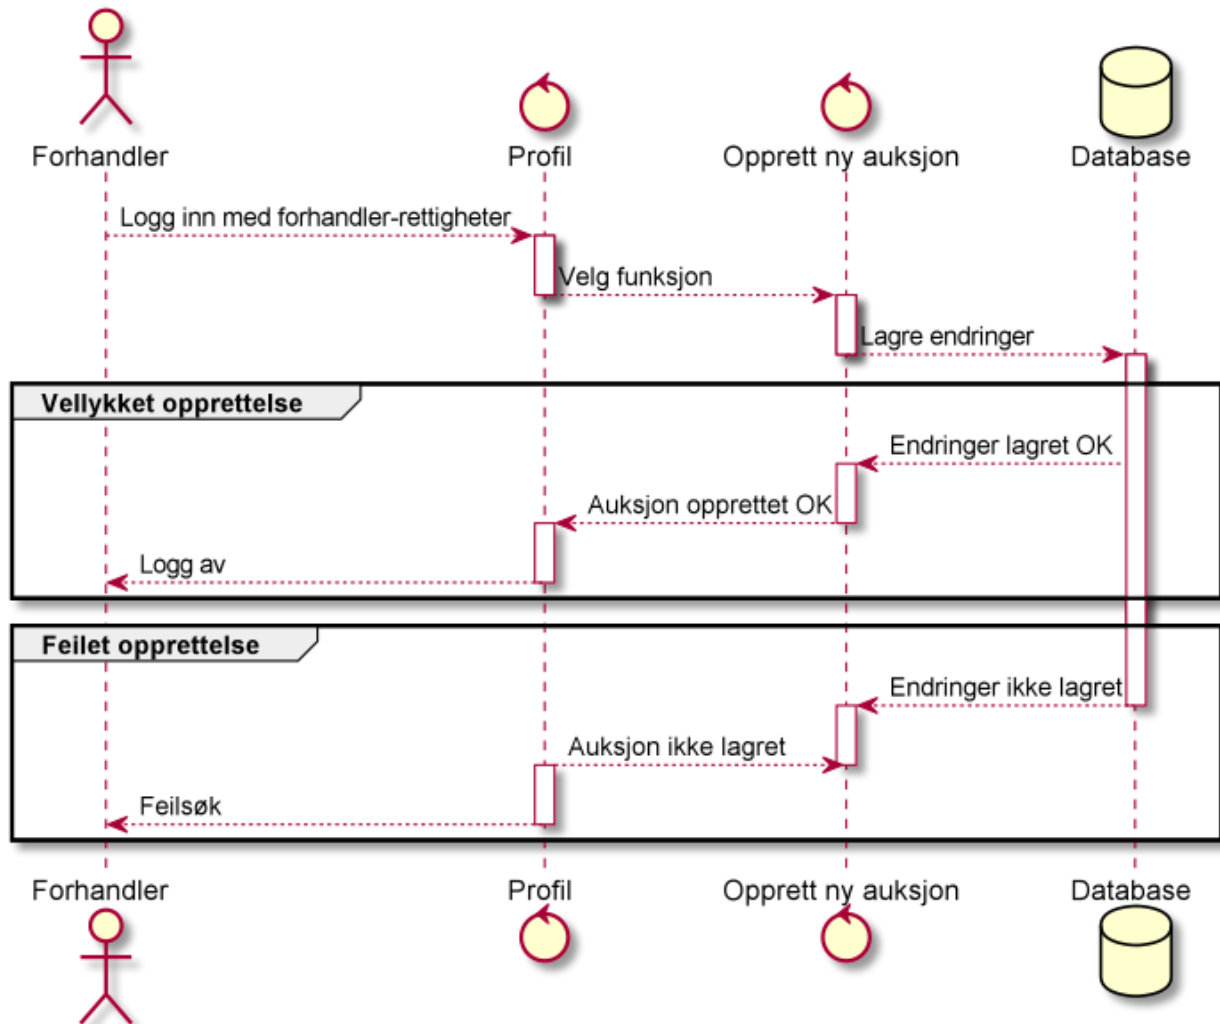 Forhandler
Profil
Opprett ny auksjon
Database
Logg inn med forhandler-rettigheter
Velg funksjon
Lagre endringer
Vellykket opprettelse
Endringer lagret OK
Auksjon opprettet OK
Logg av
Feilet opprettelse
Endringer ikke lagret
Auksjon ikke lagret
Feilsøk
Forhandler
Profil
Opprett ny auksjon
Database